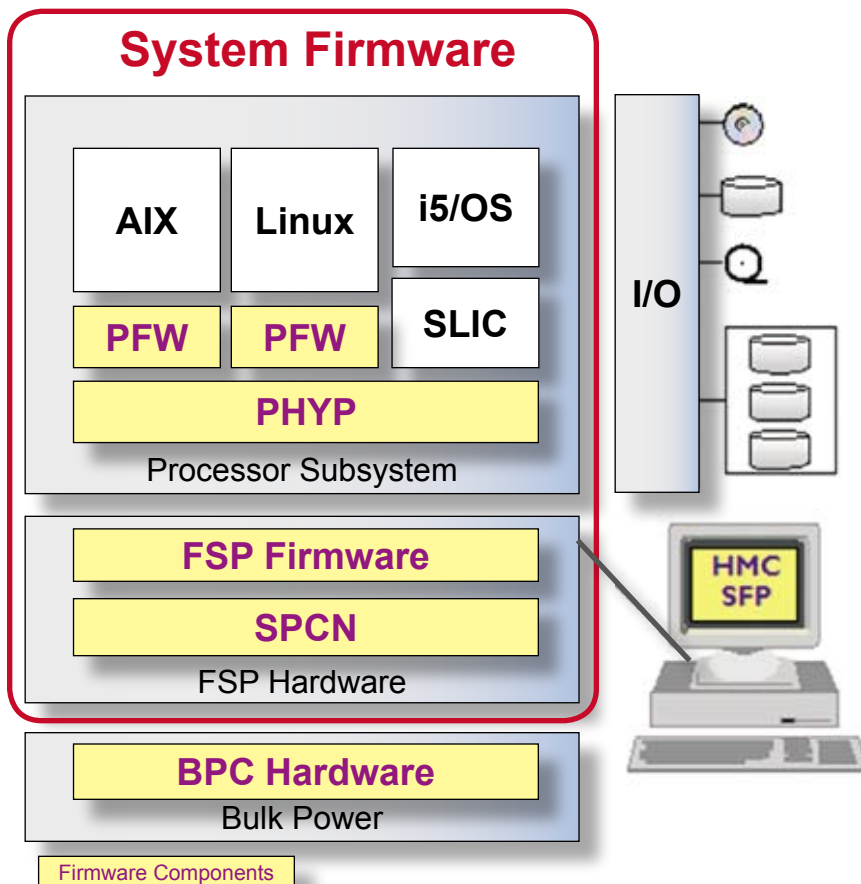 System Firmware
AIX
Linux
i5/OS
PFW
PFW
SLIC
PHYP
Processor Subsystem
I/O
FSP Firmware
SPCN
FSP Hardware
HMC
SFP
BPC Hardware
Bulk Power
Firmware Components